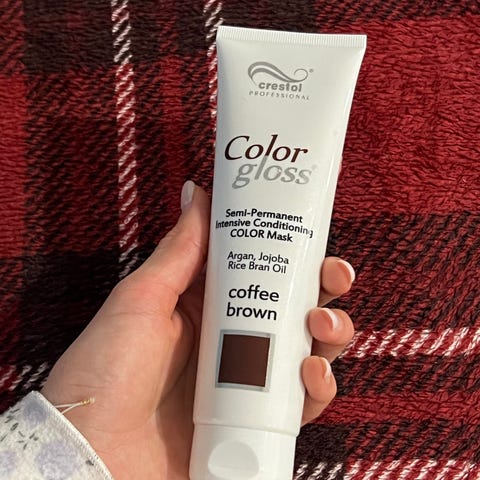 crestol®
PROFESSIONAL
Color
gloss®
Semi-Permanent
Intensive Conditioning
COLOR Mask
Argan, Jojoba
Rice Bran Oil
coffee
brown